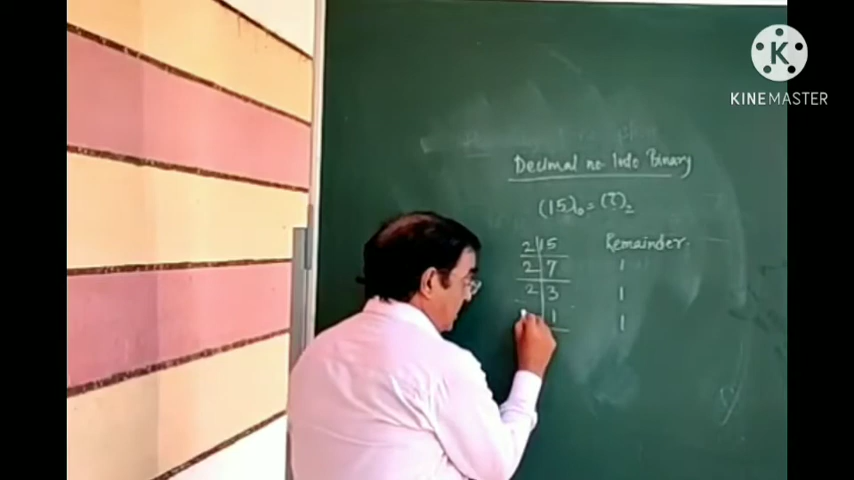 KINEMASTER
Decimal no. Into Binary
(15)₁₀ = (?)₂
2 15 Remainder.
2 7 1
2 3 1
1 1